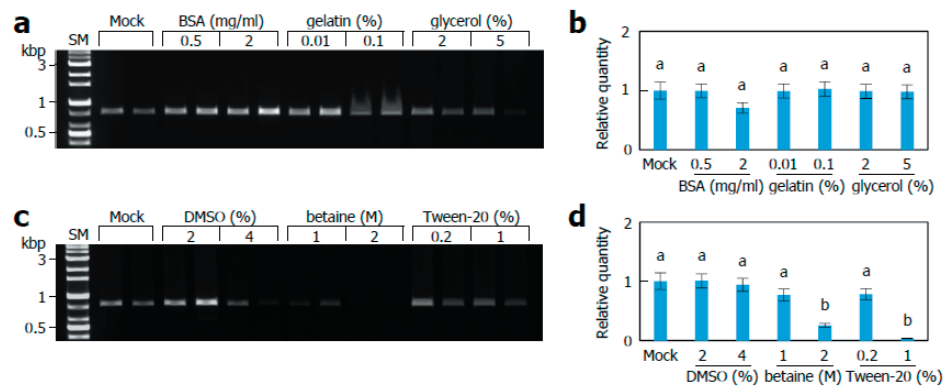 a
Mock BSA (mg/ml) gelatin (%) glycerol (%)
kbp SM 0.5 2 0.01 0.1 2 5
3
1
0.5
b
Relative quantity
2
1
0
a a a a a a a
Mock 0.5 2 0.01 0.1 2 5
BSA (mg/ml) gelatin (%) glycerol (%)
c
Mock DMSO (%) betaine (M) Tween-20 (%)
kbp SM 2 4 1 2 0.2 1
3
1
0.5
d
Relative quantity
2
1
0
a a a a b a b
Mock 2 4 1 2 0.2 1
DMSO (%) betaine (M) Tween-20 (%)